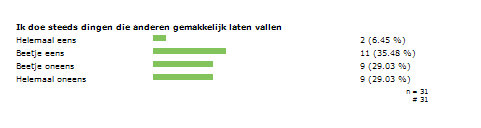 Ik doe steeds dingen die anderen gemakkelijk laten vallen
Helemaal eens 2 (6.45 %)
Beetje eens 11 (35.48 %)
Beetje oneens 9 (29.03 %)
Helemaal oneens 9 (29.03 %)
n = 31
# 31